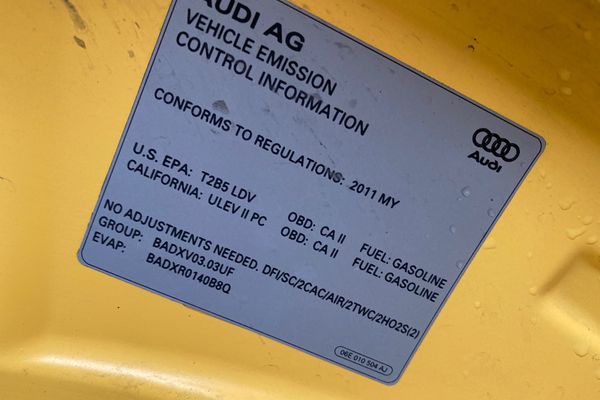 AUDI AG
VEHICLE EMISSION
CONTROL INFORMATION
Audi
CONFORMS TO REGULATIONS: 2011 MY
U.S. EPA: T2B5 LDV OBD: CA II FUEL: GASOLINE
CALIFORNIA: ULEV II PC OBD: CA II FUEL: GASOLINE
NO ADJUSTMENTS NEEDED. DFI/SC/2CAC/AIR/2TWC/2HO2S(2)
GROUP: BADXV03.03UF
EVAP: BADXR0140B8Q
06E 010 504 AJ